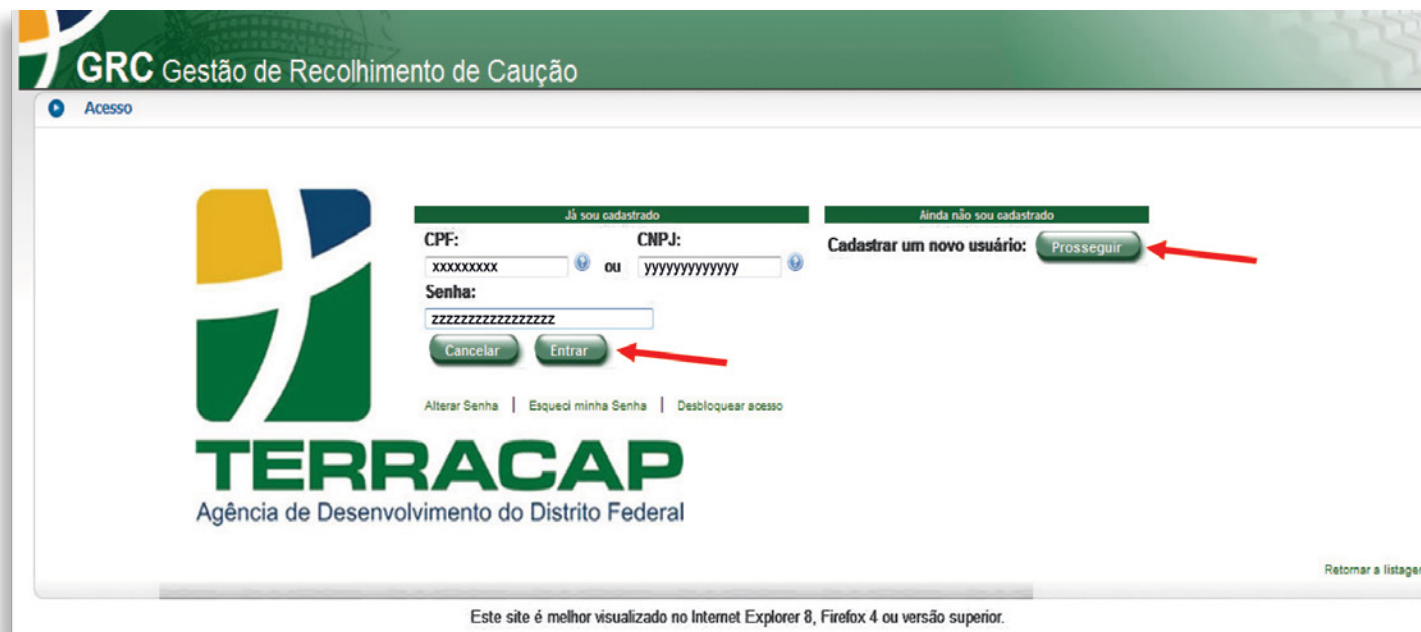 GRC Gestão de Recolhimento de Caução
Acesso
Já sou cadastrado
CPF:
CNPJ:
xxxxxxxxx
ou
yyyyyyyyyyyyy
Senha:
zzzzzzzzzzzzzzzzz
Cancelar
Entrar
Alterar Senha | Esqueci minha Senha | Desbloquear acesso
Ainda não sou cadastrado
Cadastrar um novo usuário: Prosseguir
TERRACAP
Agência de Desenvolvimento do Distrito Federal
Retornar a listage
Este site é melhor visualizado no Internet Explorer 8, Firefox 4 ou versão superior.